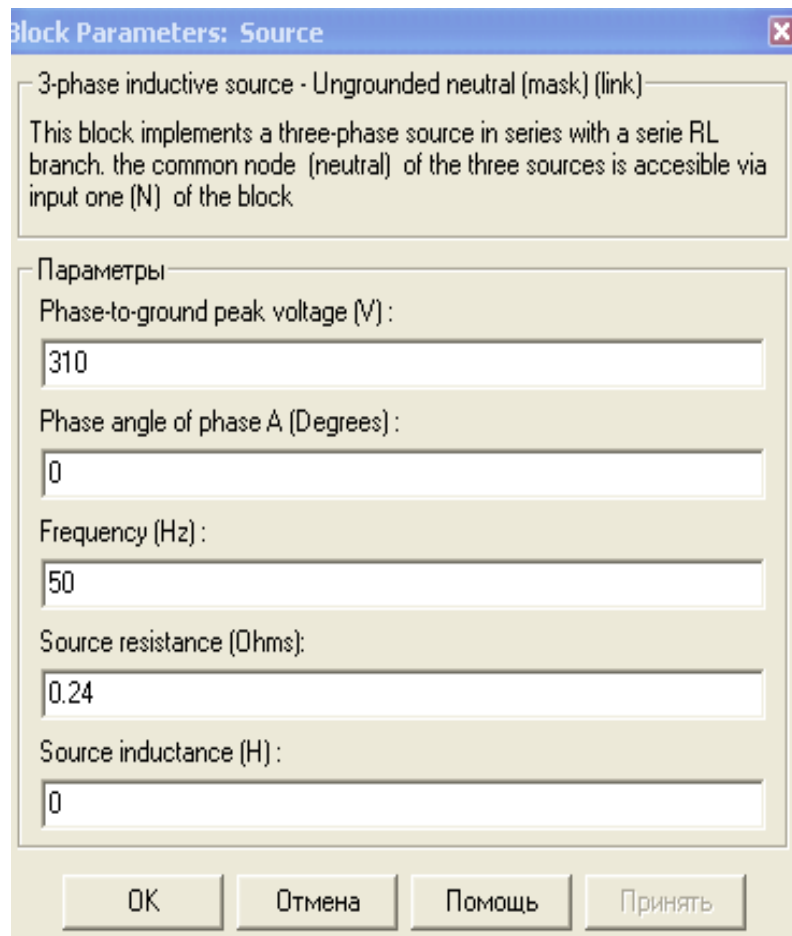 Block Parameters: Source
3-phase inductive source - Ungrounded neutral (mask) (link)
This block implements a three-phase source in series with a serie RL
branch. the common node (neutral) of the three sources is accesible via
input one (N) of the block
Параметры
Phase-to-ground peak voltage (V) :
310
Phase angle of phase A (Degrees) :
0
Frequency (Hz) :
50
Source resistance (Ohms):
0.24
Source inductance (H) :
0
OK Отмена Помощь Принять